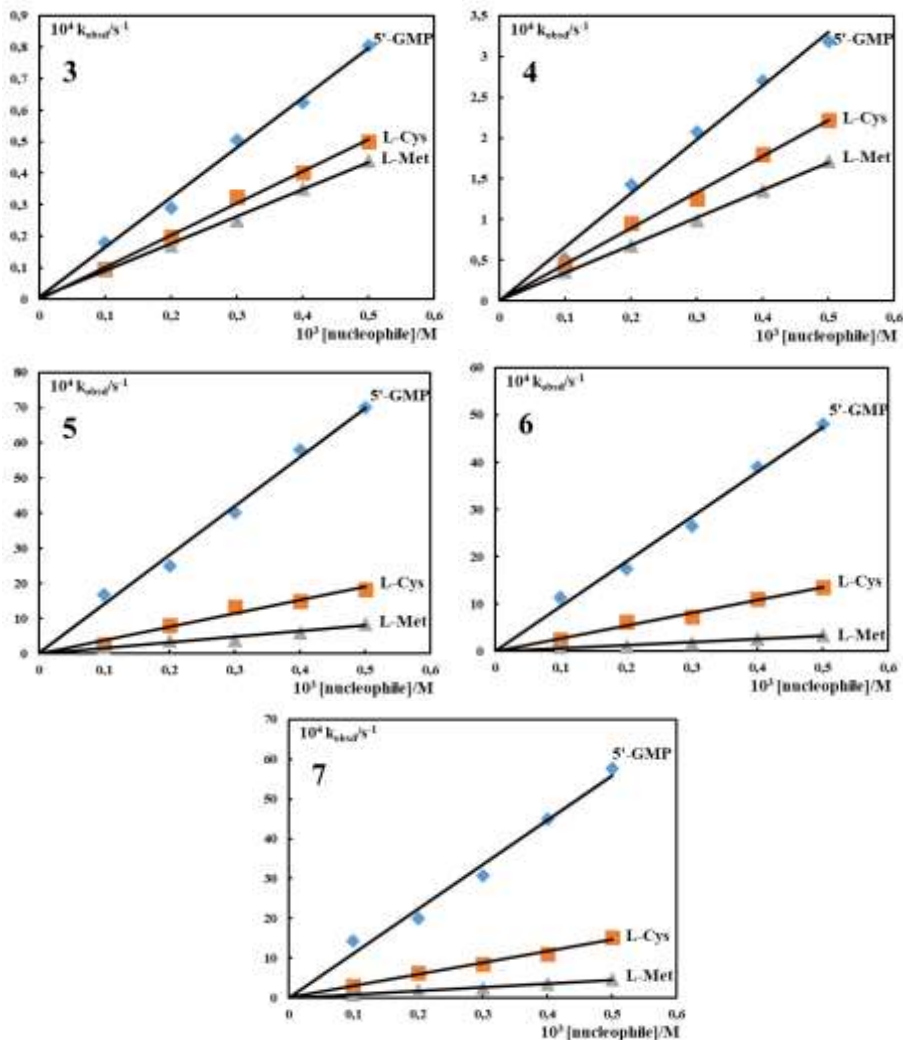 10⁴ kobsd/s⁻¹
3
0,9
0,8
0,7
0,6
0,5
0,4
0,3
0,2
0,1
0
5'-GMP
L-Cys
L-Met
0 0,1 0,2 0,3 0,4 0,5 0,6
10³ [nucleophile]/M
10⁴ kobsd/s⁻¹
4
3,5
3
2,5
2
1,5
1
0,5
0
5'-GMP
L-Cys
L-Met
0 0,1 0,2 0,3 0,4 0,5 0,6
10³ [nucleophile]/M
10⁴ kobsd/s⁻¹
5
80
70
60
50
40
30
20
10
0
5'-GMP
L-Cys
L-Met
0 0,1 0,2 0,3 0,4 0,5 0,6
10³ [nucleophile]/M
10⁴ kobsd/s⁻¹
6
60
50
40
30
20
10
0
5'-GMP
L-Cys
L-Met
0 0,1 0,2 0,3 0,4 0,5 0,6
10³ [nucleophile]/M
10⁴ kobsd/s⁻¹
7
70
60
50
40
30
20
10
0
5'-GMP
L-Cys
L-Met
0 0,1 0,2 0,3 0,4 0,5 0,6
10³ [nucleophile]/M